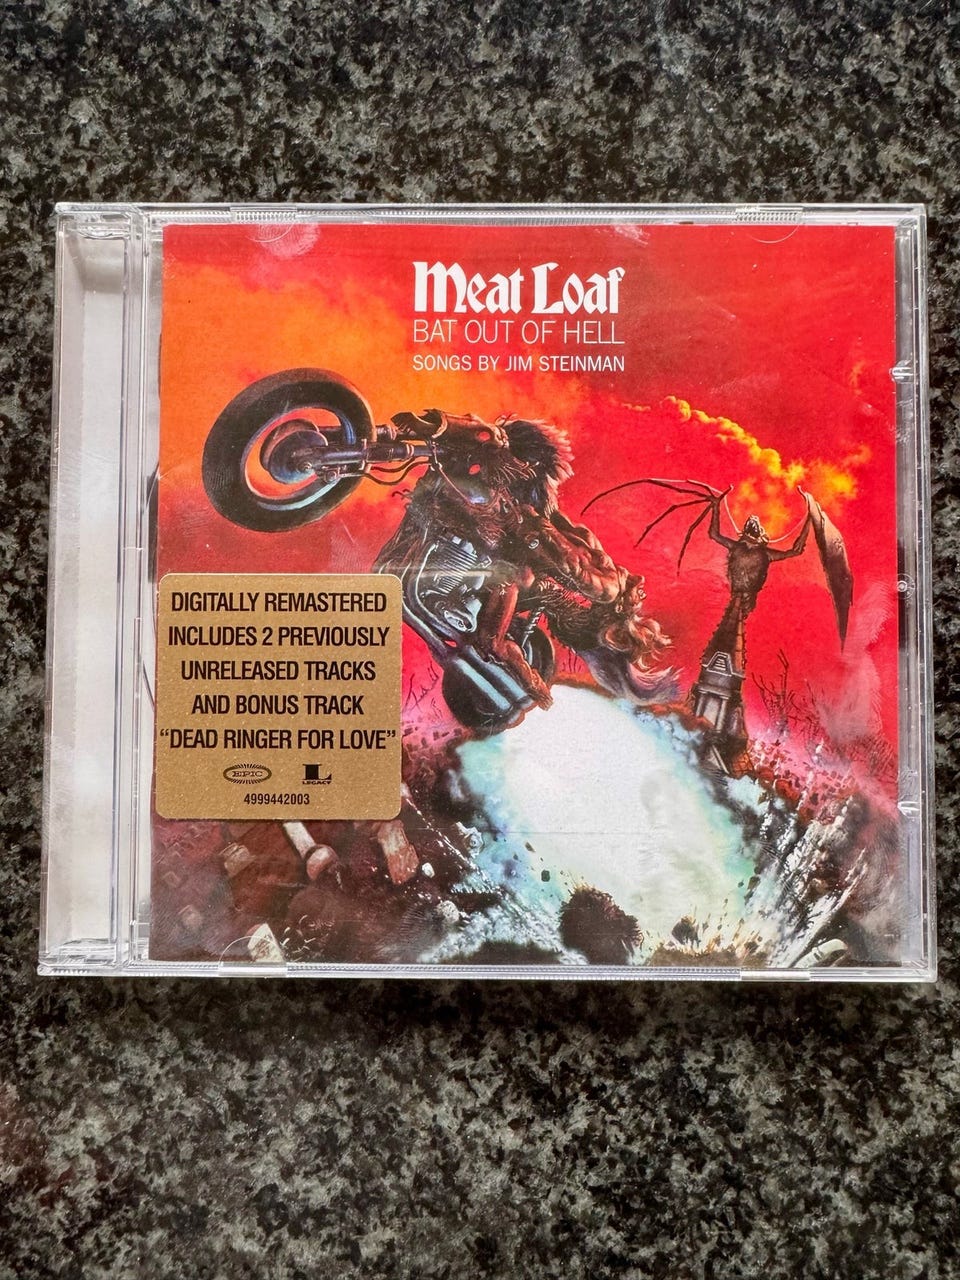 Meat Loaf
BAT OUT OF HELL
SONGS BY JIM STEINMAN
DIGITALLY REMASTERED
INCLUDES 2 PREVIOUSLY
UNRELEASED TRACKS
AND BONUS TRACK
“DEAD RINGER FOR LOVE”
EPIC
L LEGACY
4999442003